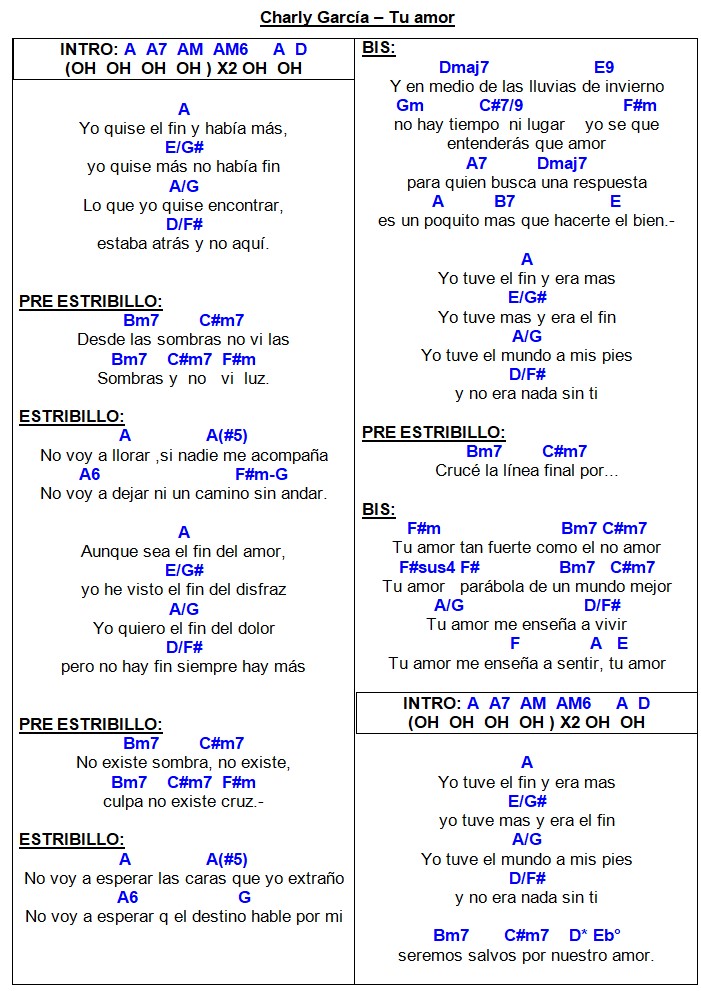 Charly García – Tu amor
INTRO: A A7 AM AM6 A D
(OH OH OH OH ) X2 OH OH
A
Yo quise el fin y había más,
E/G#
yo quise más no había fin
A/G
Lo que yo quise encontrar,
D/F#
estaba atrás y no aquí.
PRE ESTRIBILLO:
Bm7 C#m7
Desde las sombras no vi las
Bm7 C#m7 F#m
Sombras y no vi luz.
ESTRIBILLO:
A A(#5)
No voy a llorar ,si nadie me acompaña
A6 F#m-G
No voy a dejar ni un camino sin andar.
A
Aunque sea el fin del amor,
E/G#
yo he visto el fin del disfraz
A/G
Yo quiero el fin del dolor
D/F#
pero no hay fin siempre hay más
PRE ESTRIBILLO:
Bm7 C#m7
No existe sombra, no existe,
Bm7 C#m7 F#m
culpa no existe cruz.-
ESTRIBILLO:
A A(#5)
No voy a esperar las caras que yo extraño
A6 G
No voy a esperar q el destino hable por mi
BIS:
Dmaj7 E9
Y en medio de las lluvias de invierno
Gm C#7/9 F#m
no hay tiempo ni lugar yo se que
entenderás que amor
A7 Dmaj7
para quien busca una respuesta
A B7 E
es un poquito mas que hacerte el bien.-
A
Yo tuve el fin y era mas
E/G#
Yo tuve mas y era el fin
A/G
Yo tuve el mundo a mis pies
D/F#
y no era nada sin ti
PRE ESTRIBILLO:
Bm7 C#m7
Crucé la línea final por...
BIS:
F#m Bm7 C#m7
Tu amor tan fuerte como el no amor
F#sus4 F# Bm7 C#m7
Tu amor parábola de un mundo mejor
A/G D/F#
Tu amor me enseña a vivir
F A E
Tu amor me enseña a sentir, tu amor
INTRO: A A7 AM AM6 A D
(OH OH OH OH ) X2 OH OH
A
Yo tuve el fin y era mas
E/G#
yo tuve mas y era el fin
A/G
Yo tuve el mundo a mis pies
D/F#
y no era nada sin ti
Bm7 C#m7 D* Eb°
seremos salvos por nuestro amor.